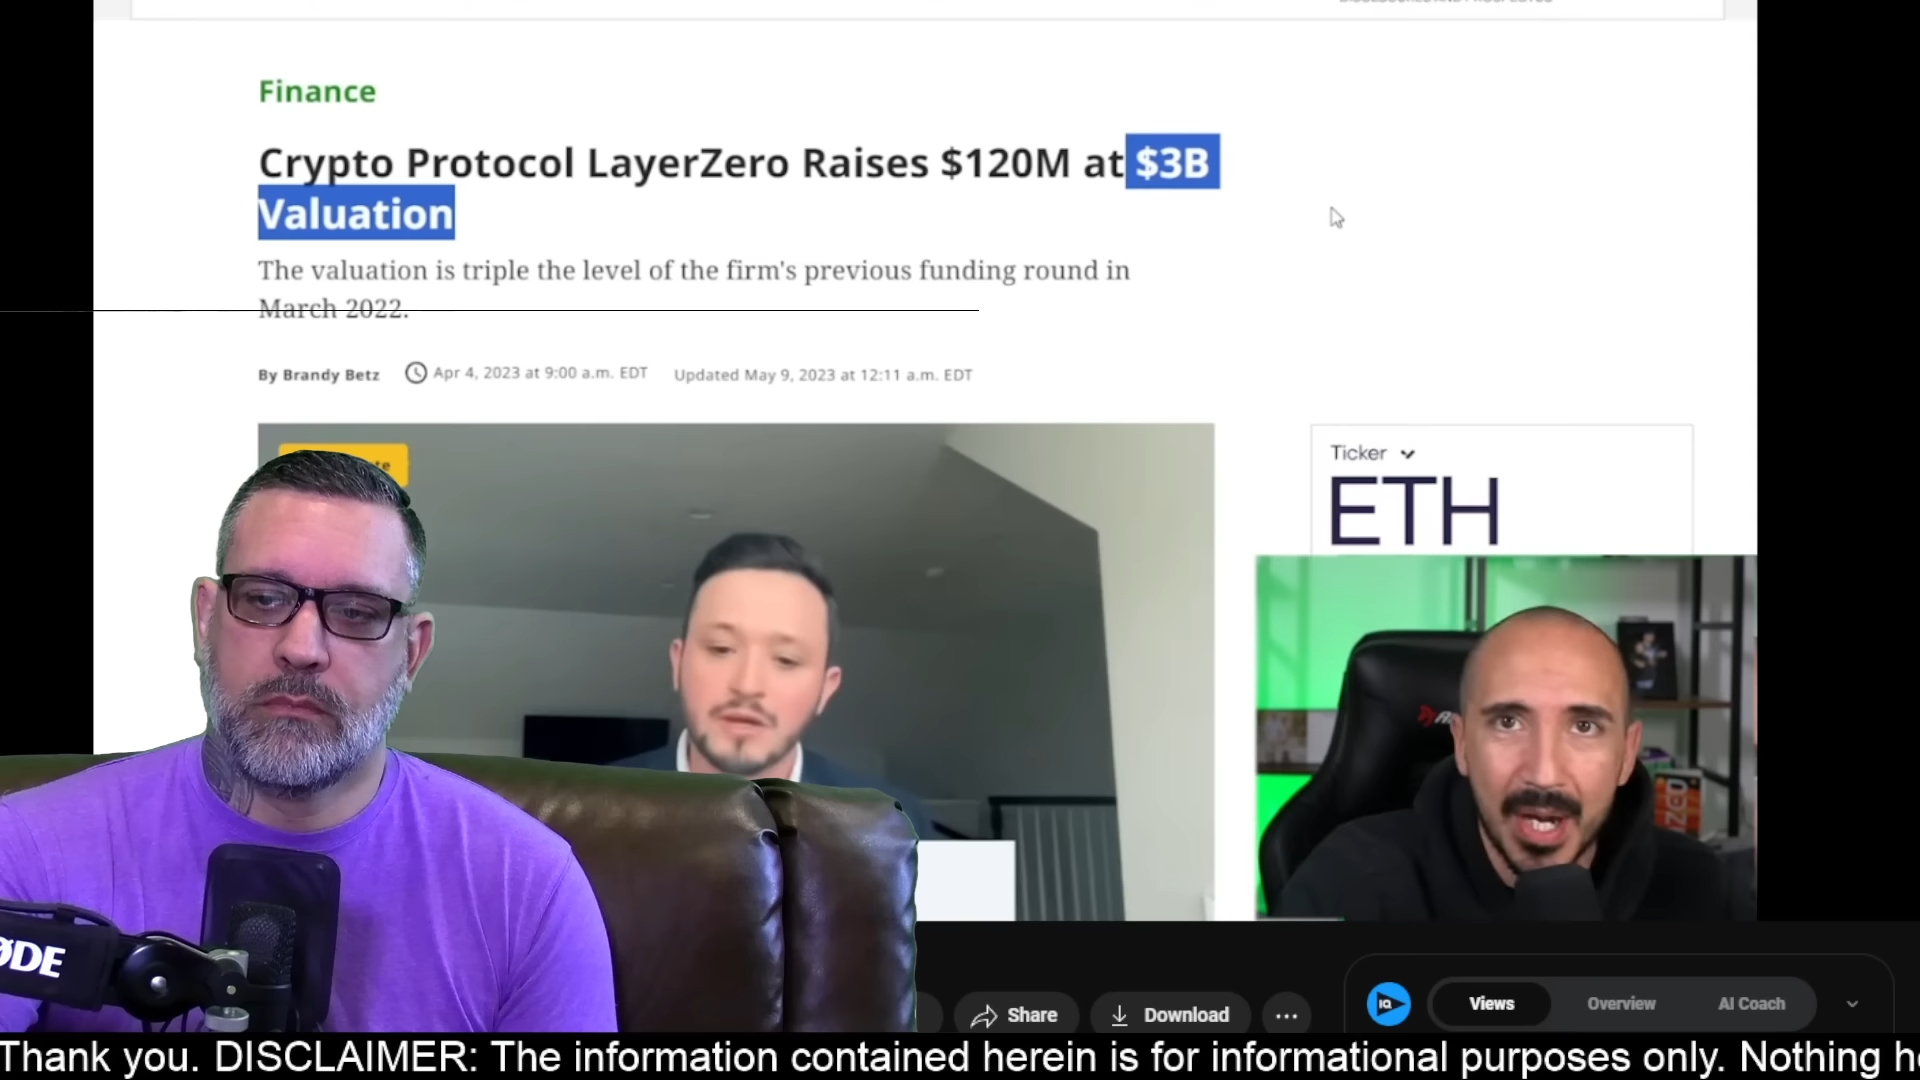 Finance
Crypto Protocol LayerZero Raises $120M at $3B
Valuation
The valuation is triple the level of the firm's previous funding round in
March 2022.
By Brandy Betz Apr 4, 2023 at 9:00 a.m. EDT Updated May 9, 2023 at 12:11 a.m. EDT
Ticker
ETH
RØDE
Share
Download
IQ
Views
Overview
AI Coach
Thank you. DISCLAIMER: The information contained herein is for informational purposes only. Nothing